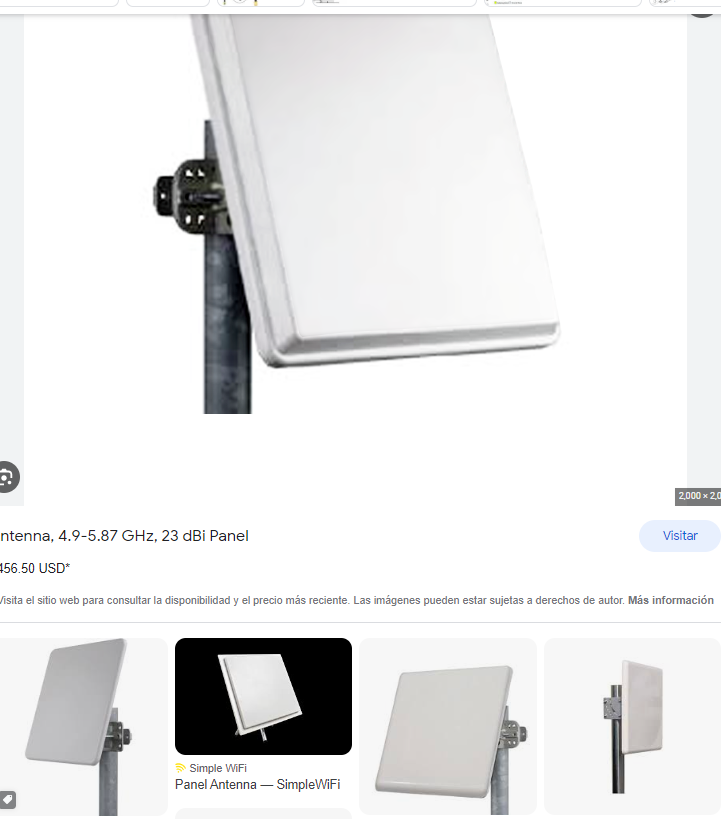 2,000 × 2,0
ntenna, 4.9-5.87 GHz, 23 dBi Panel
Visitar
456.50 USD*
Visita el sitio web para consultar la disponibilidad y el precio más reciente. Las imágenes pueden estar sujetas a derechos de autor. Más información
Simple WiFi
Panel Antenna — SimpleWiFi